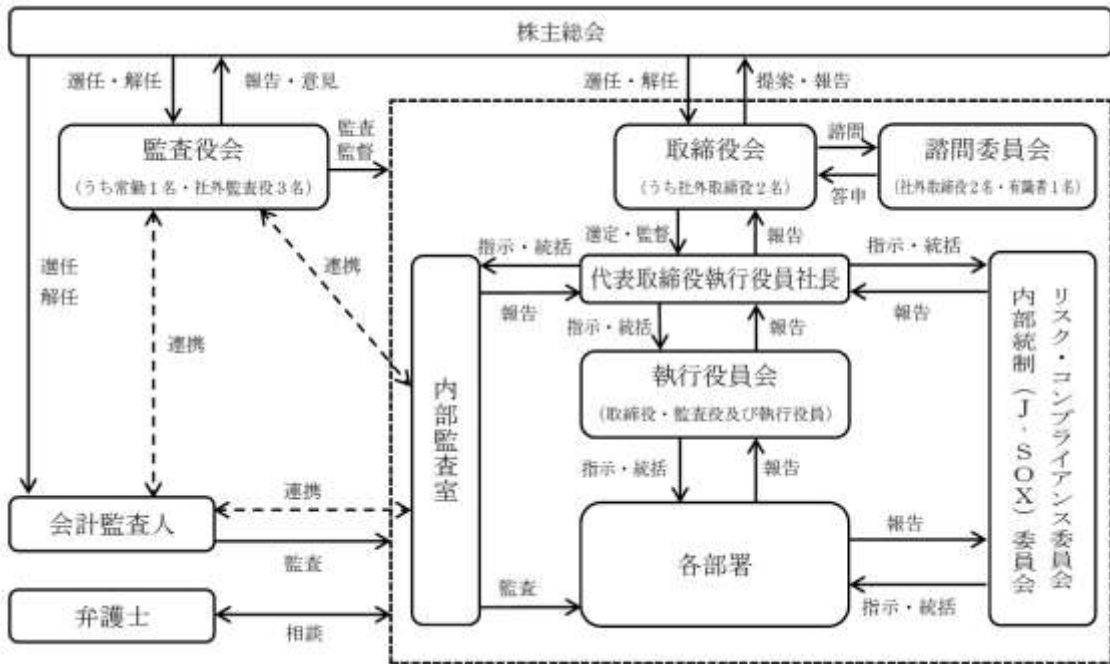 株主総会
選任・解任
報告・意見
選任・解任
提案・報告
監査役会
(うち常勤1名・社外監査役3名)
監査
監督
取締役会
(うち社外取締役2名)
諮問
答申
諮問委員会
(社外取締役2名・有識者1名)
選任
解任
連携
連携
指示・統括
報告
選定・監督
報告
代表取締役執行役員社長
指示・統括
報告
指示・統括
報告
執行役員会
(取締役・監査役及び執行役員)
指示・統括
報告
内部監査室
リスク・コンプライアンス委員会
内部統制(J-SOX)委員会
会計監査人
連携
監査
各部署
報告
指示・統括
監査
弁護士
相談